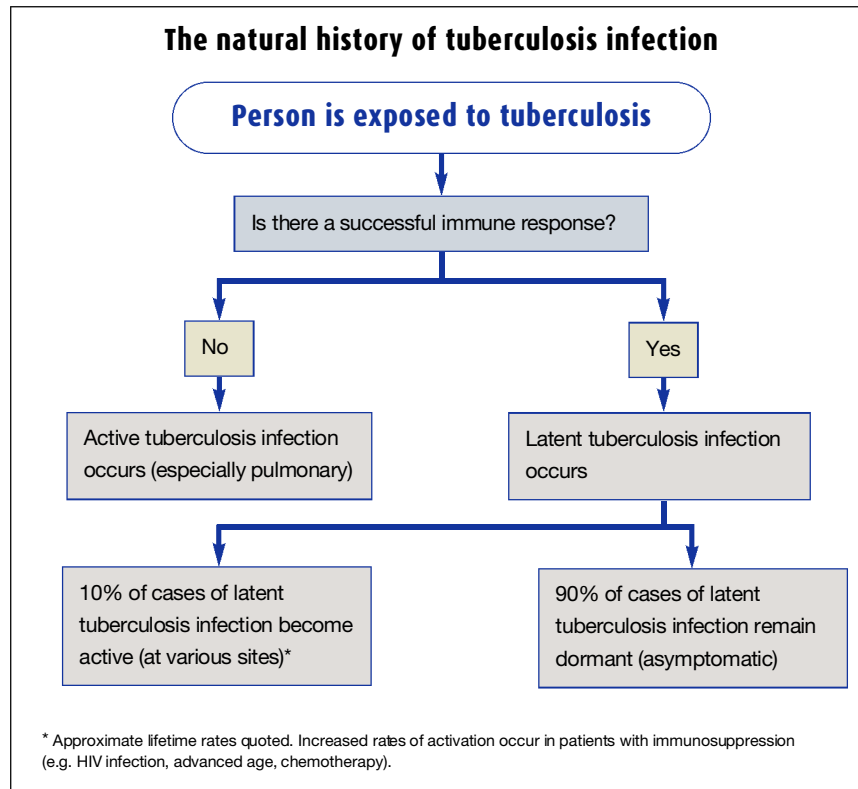 The natural history of tuberculosis infection
Person is exposed to tuberculosis
Is there a successful immune response?
No
Yes
Active tuberculosis infection
occurs (especially pulmonary)
Latent tuberculosis infection
occurs
10% of cases of latent
tuberculosis infection become
active (at various sites)*
90% of cases of latent
tuberculosis infection remain
dormant (asymptomatic)
* Approximate lifetime rates quoted. Increased rates of activation occur in patients with immunosuppression
(e.g. HIV infection, advanced age, chemotherapy).